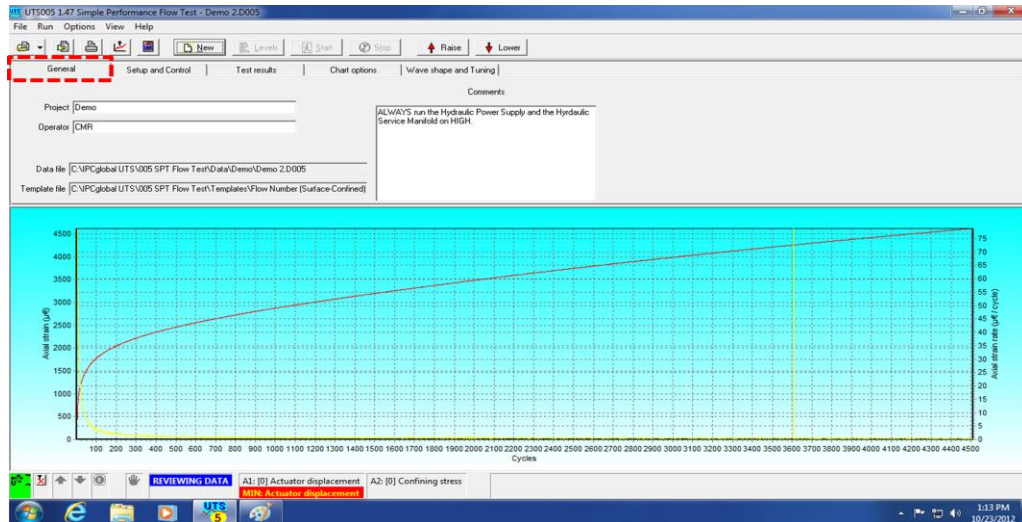 UTS005 1.47 Simple Performance Flow Test - Demo 2.D005
File Run Options View Help
New Levels Start Stop Raise Lower
General Setup and Control Test results Chart options Wave shape and Tuning
Comments
Project Demo
Operator CMR
ALWAYS run the Hydraulic Power Supply and the Hyrdaulic
Service Manifold on HIGH.
Data file C:\IPCglobal UTS\005 SPT Flow Test\Data\Demo\Demo 2.D005
Template file C:\IPCglobal UTS\005 SPT Flow Test\Templates\Flow Number (Surface-Confined)
Axial strain (µε)
4500
4000
3500
3000
2500
2000
1500
1000
500
0
75
70
65
60
55
50
45
40
35
30
25
20
15
10
5
0
Axial strain rate (µε / cycle)
100 200 300 400 500 600 700 800 900 1000 1100 1200 1300 1400 1500 1600 1700 1800 1900 2000 2100 2200 2300 2400 2500 2600 2700 2800 2900 3000 3100 3200 3300 3400 3500 3600 3700 3800 3900 4000 4100 4200 4300 4400 4500
Cycles
REVIEWING DATA A1: [0] Actuator displacement A2: [0] Confining stress
MIN: Actuator displacement
UTS
5
1:13 PM
10/23/2012